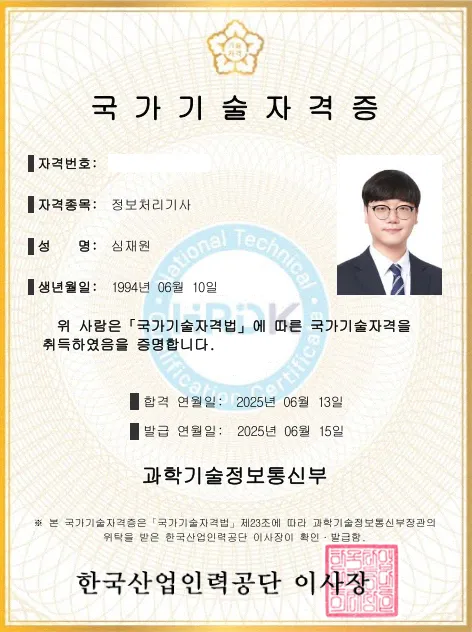 기술
자격
국가기술자격증
자격번호:
자격종목: 정보처리기사
성 명: 심재원
생년월일: 1994년 06월 10일
National Technical
HRDK
Qualification Certificate
위 사람은「국가기술자격법」에 따른 국가기술자격을
취득하였음을 증명합니다.
합격 연월일: 2025년 06월 13일
발급 연월일: 2025년 06월 15일
과학기술정보통신부
※ 본 국가기술자격증은「국가기술자격법」제23조에 따라 과학기술정보통신부장관의
위탁을 받은 한국산업인력공단 이사장이 확인·발급함.
한국산업인력공단 이사장